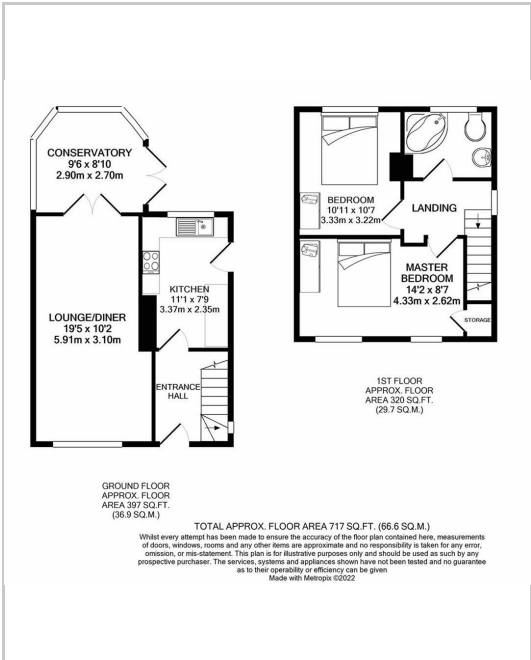 CONSERVATORY
9'6 x 8'10
2.90m x 2.70m
LOUNGE/DINER
19'5 x 10'2
5.91m x 3.10m
KITCHEN
11'1 x 7'9
3.37m x 2.35m
ENTRANCE
HALL
GROUND FLOOR
APPROX. FLOOR
AREA 397 SQ.FT.
(36.9 SQ.M.)
BEDROOM
10'11 x 10'7
3.33m x 3.22m
LANDING
MASTER
BEDROOM
14'2 x 8'7
4.33m x 2.62m
STORAGE
1ST FLOOR
APPROX. FLOOR
AREA 320 SQ.FT.
(29.7 SQ.M.)
TOTAL APPROX. FLOOR AREA 717 SQ.FT. (66.6 SQ.M.)
Whilst every attempt has been made to ensure the accuracy of the floor plan contained here, measurements
of doors, windows, rooms and any other items are approximate and no responsibility is taken for any error,
omission, or mis-statement. This plan is for illustrative purposes only and should be used as such by any
prospective purchaser. The services, systems and appliances shown have not been tested and no guarantee
as to their operability or efficiency can be given
Made with Metropix ©2022